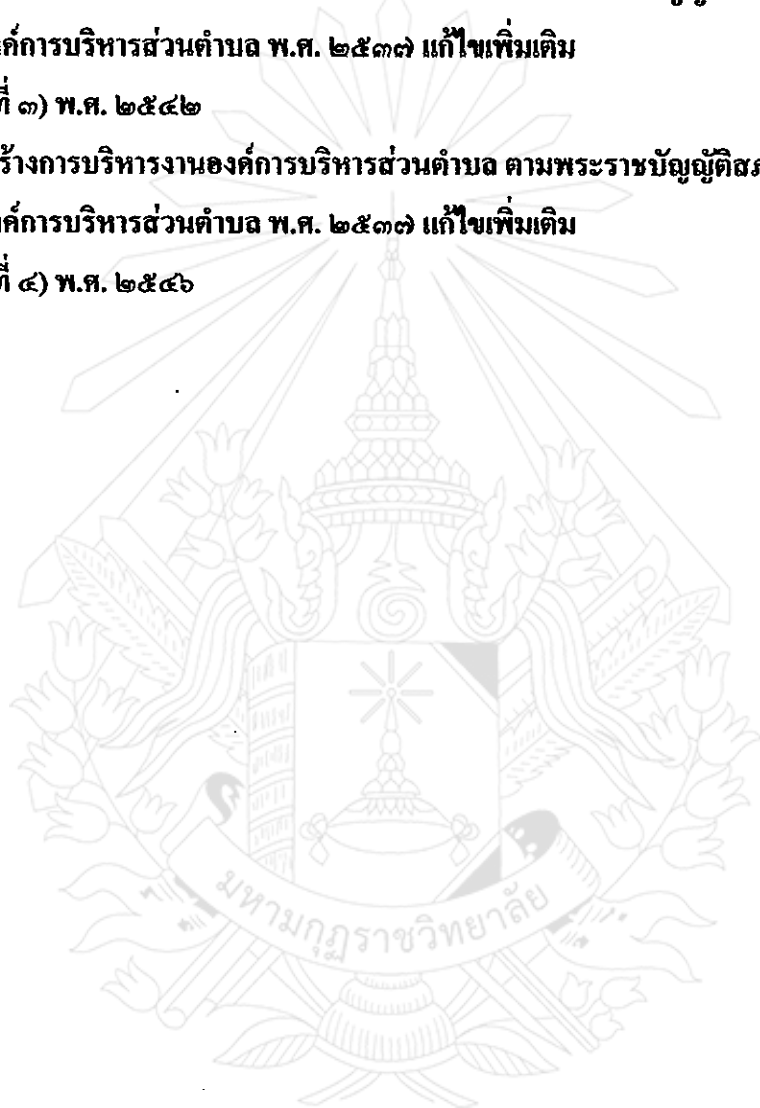 ค์การบริหารส่วนตำบล พ.ศ. ๒๕๓๗ แก้ไขเพิ่มเติม
ที่ ๓) พ.ศ. ๒๕๔๒
ร้างการบริหารงานองค์การบริหารส่วนตำบล ตามพระราชบัญญัติสภ
งค์การบริหารส่วนตำบล พ.ศ. ๒๕๓๗ แก้ไขเพิ่มเติม
ที่ ๔) พ.ศ. ๒๕๔๖
มหามกุฏราชวิทยาลัย